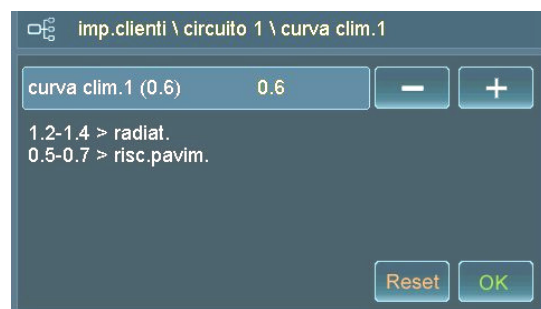 imp.clienti \ circuito 1 \ curva clim.1
curva clim.1 (0.6) 0.6 − +
1.2-1.4 > radiat.
0.5-0.7 > risc.pavim.
Reset OK